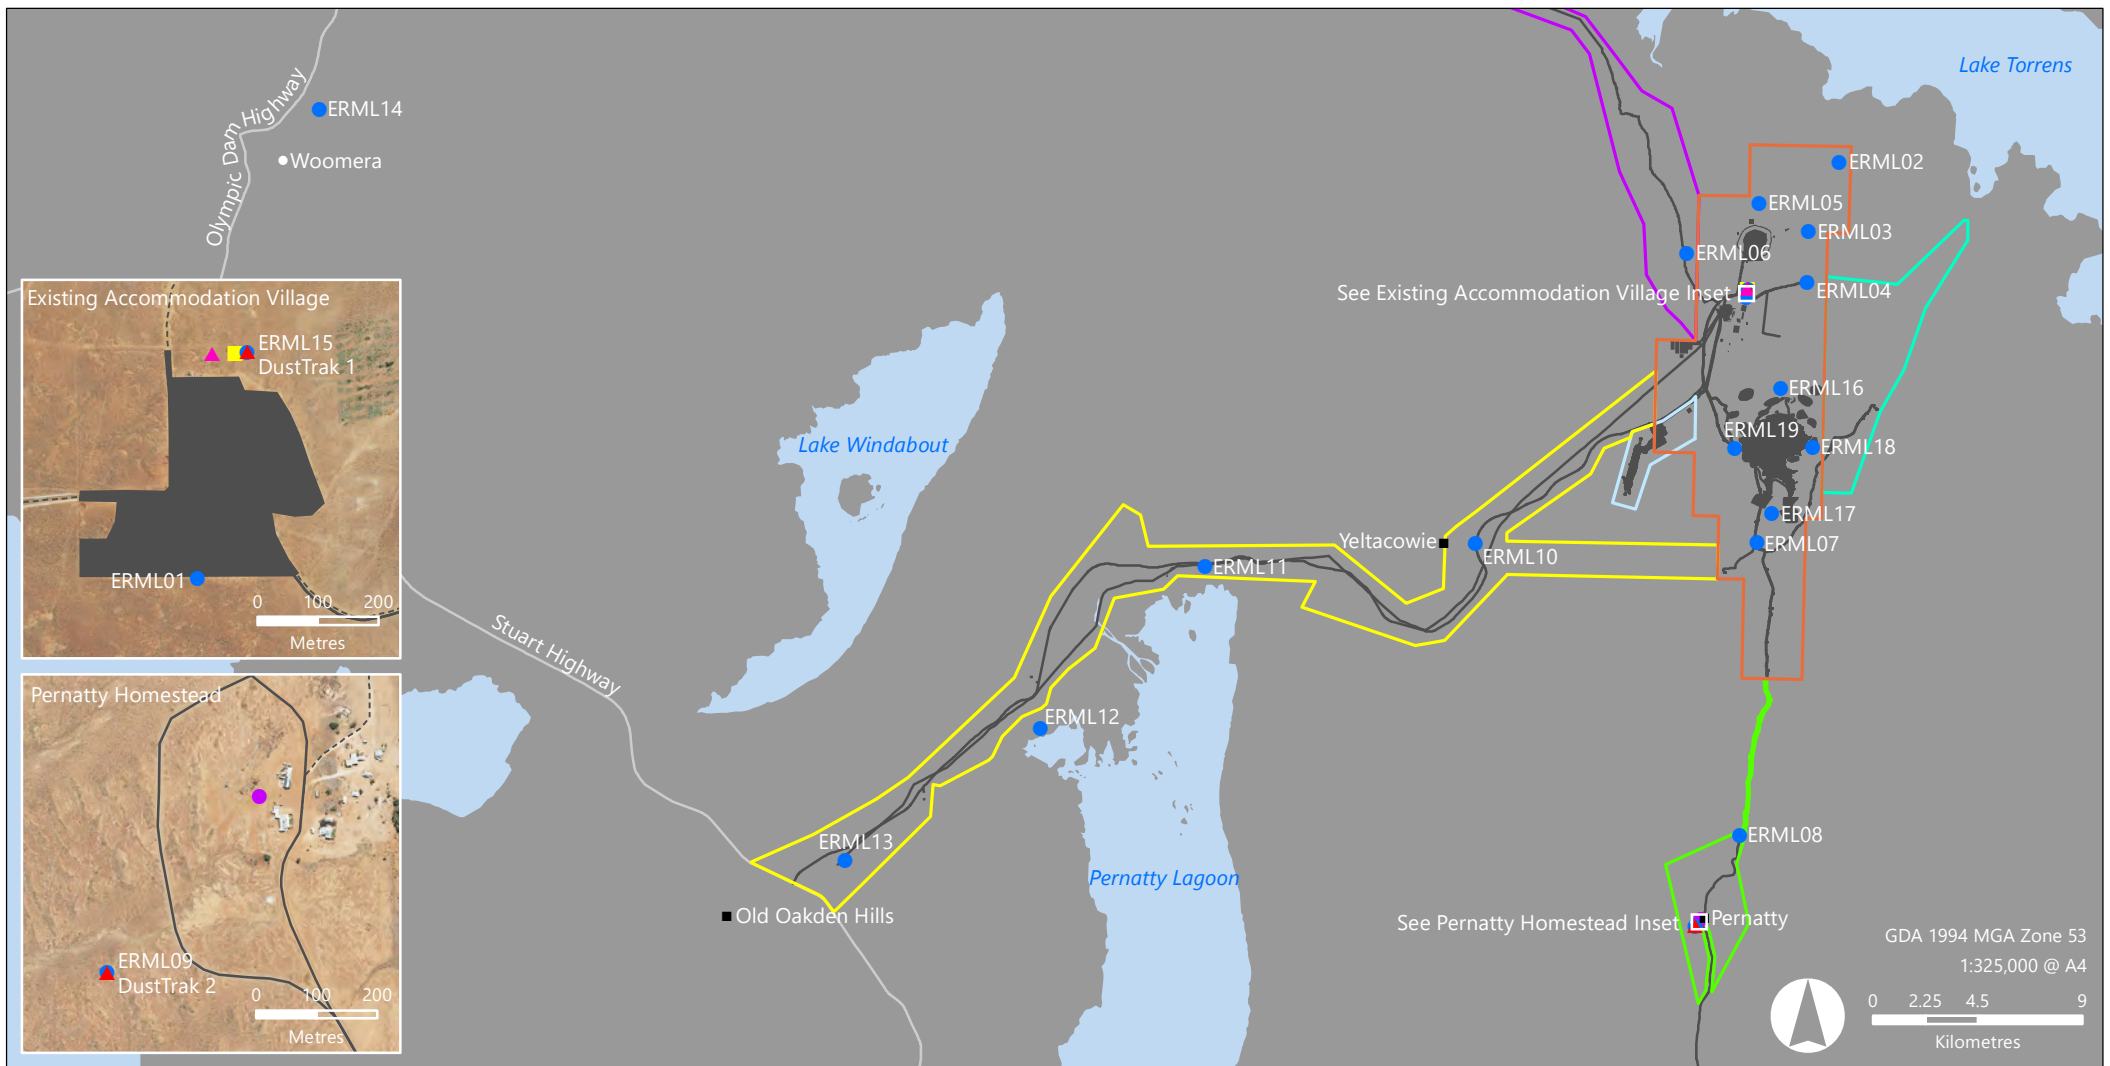 Lake Torrens
Olympic Dam Highway
ERML14
Woomera
ERML02
ERML05
ERML03
ERML06
See Existing Accommodation Village Inset
ERML04
Existing Accommodation Village
ERML15
DustTrak 1
ERML01
0 100 200
Metres
ERML16
ERML19
ERML18
Lake Windabout
ERML17
Yeltacowie
ERML10
ERML07
ERML11
Stuart Highway
Pernatty Homestead
ERML09
DustTrak 2
0 100 200
Metres
ERML12
ERML13
ERML08
Pernatty Lagoon
Old Oakden Hills
See Pernatty Homestead Inset
Pernatty
GDA 1994 MGA Zone 53
1:325,000 @ A4
0 2.25 4.5 9
Kilometres